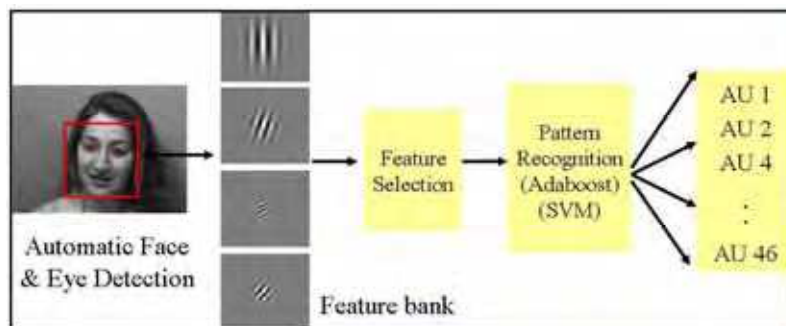 Automatic Face
& Eye Detection
Feature bank
Feature
Selection
Pattern
Recognition
(Adaboost)
(SVM)
AU 1
AU 2
AU 4
:
AU 46